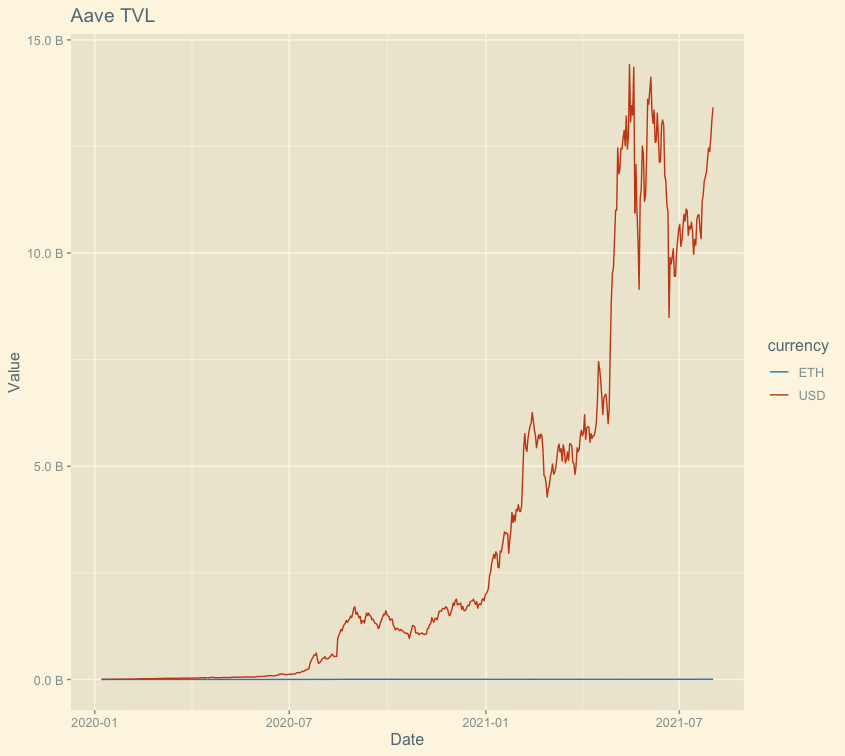 Aave TVL
15.0 B
10.0 B
5.0 B
0.0 B
Value
2020-01
2020-07
2021-01
2021-07
Date
currency
ETH
USD